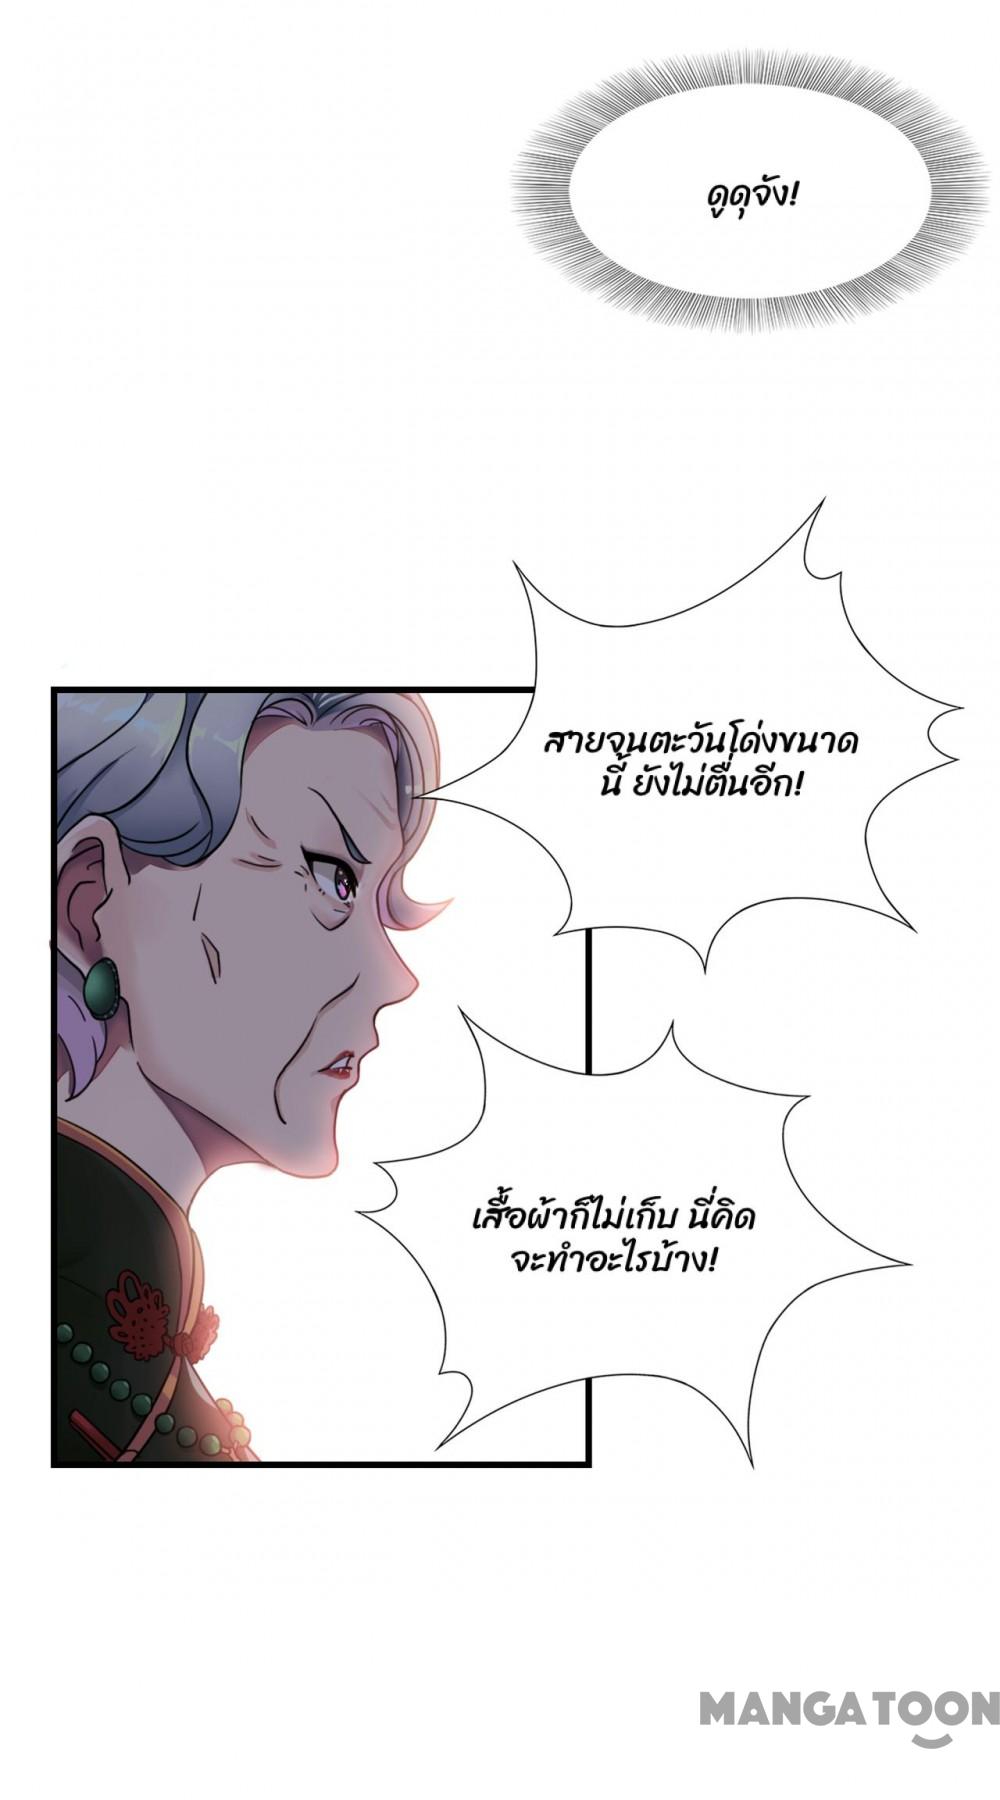 ดูดุจัง!
สายจนตะวันโด่งขนาด
นี้ ยังไม่ตื่นอีก!
เสื้อผ้าก็ไม่เก็บ นี่คิด
จะทำอะไรบ้าง!
MANGATOON